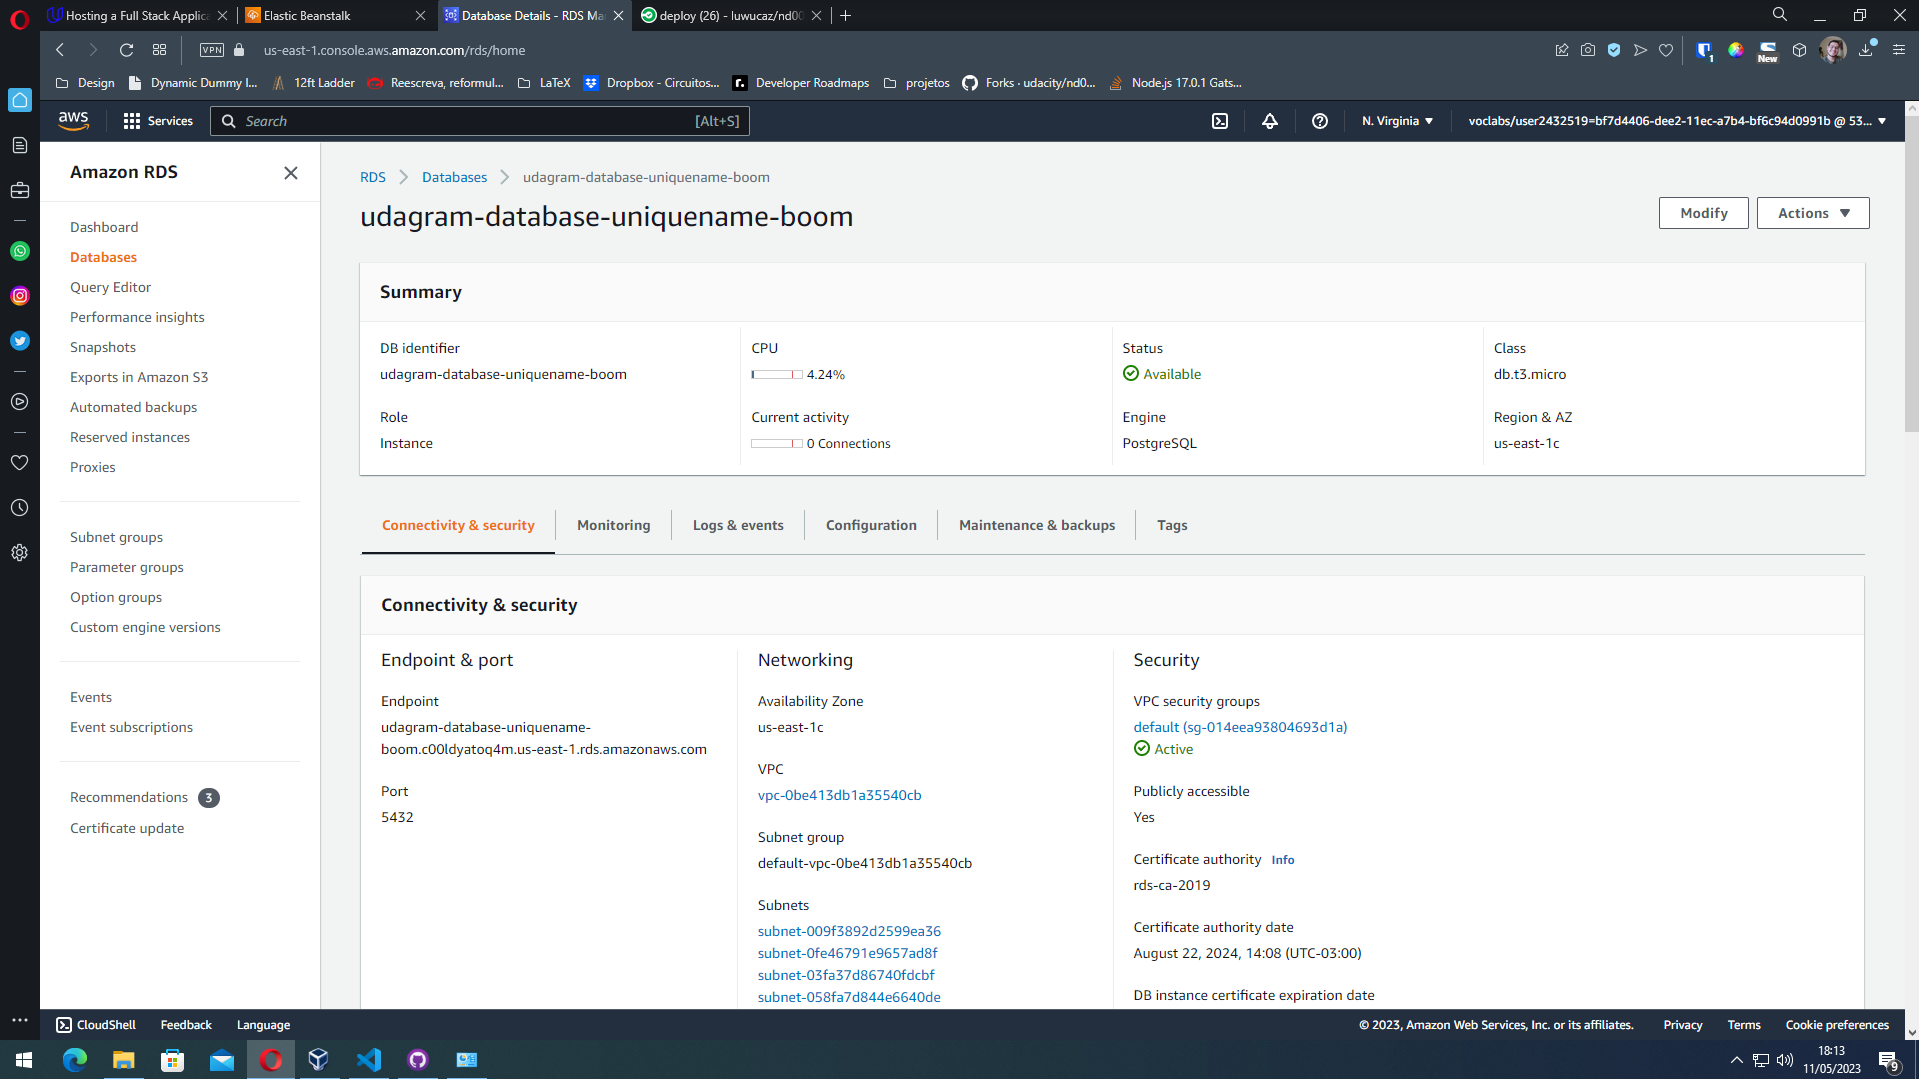 Hosting a Full Stack Applica
Elastic Beanstalk
Database Details - RDS Ma
deploy (26) - luwucaz/nd00
VPN
us-east-1.console.aws.amazon.com/rds/home
1
New
Design
Dynamic Dummy I...
12ft Ladder
Reescreva, reformul...
LaTeX
Dropbox - Circuitos...
r.
Developer Roadmaps
projetos
Forks · udacity/nd0...
Node.js 17.0.1 Gats...
aws
Services
Search
[Alt+S]
N. Virginia
voclabs/user2432519=bf7d4406-dee2-11ec-a7b4-bf6c94d0991b @ 53...
Amazon RDS
Dashboard
Databases
Query Editor
Performance insights
Snapshots
Exports in Amazon S3
Automated backups
Reserved instances
Proxies
Subnet groups
Parameter groups
Option groups
Custom engine versions
Events
Event subscriptions
Recommendations 3
Certificate update
RDS
Databases
udagram-database-uniquename-boom
udagram-database-uniquename-boom
Modify
Actions
Summary
DB identifier
udagram-database-uniquename-boom
CPU
4.24%
Status
Available
Class
db.t3.micro
Role
Instance
Current activity
0 Connections
Engine
PostgreSQL
Region & AZ
us-east-1c
Connectivity & security
Monitoring
Logs & events
Configuration
Maintenance & backups
Tags
Connectivity & security
Endpoint & port
Endpoint
udagram-database-uniquename-
boom.c00ldyatoq4m.us-east-1.rds.amazonaws.com
Port
5432
Networking
Availability Zone
us-east-1c
VPC
vpc-0be413db1a35540cb
Subnet group
default-vpc-0be413db1a35540cb
Subnets
subnet-009f3892d2599ea36
subnet-0fe46791e9657ad8f
subnet-03fa37d86740fdcbf
subnet-058fa7d844e6640de
Security
VPC security groups
default (sg-014eea93804693d1a)
Active
Publicly accessible
Yes
Certificate authority Info
rds-ca-2019
Certificate authority date
August 22, 2024, 14:08 (UTC-03:00)
DB instance certificate expiration date
CloudShell
Feedback
Language
© 2023, Amazon Web Services, Inc. or its affiliates.
Privacy
Terms
Cookie preferences
18:13
11/05/2023
9